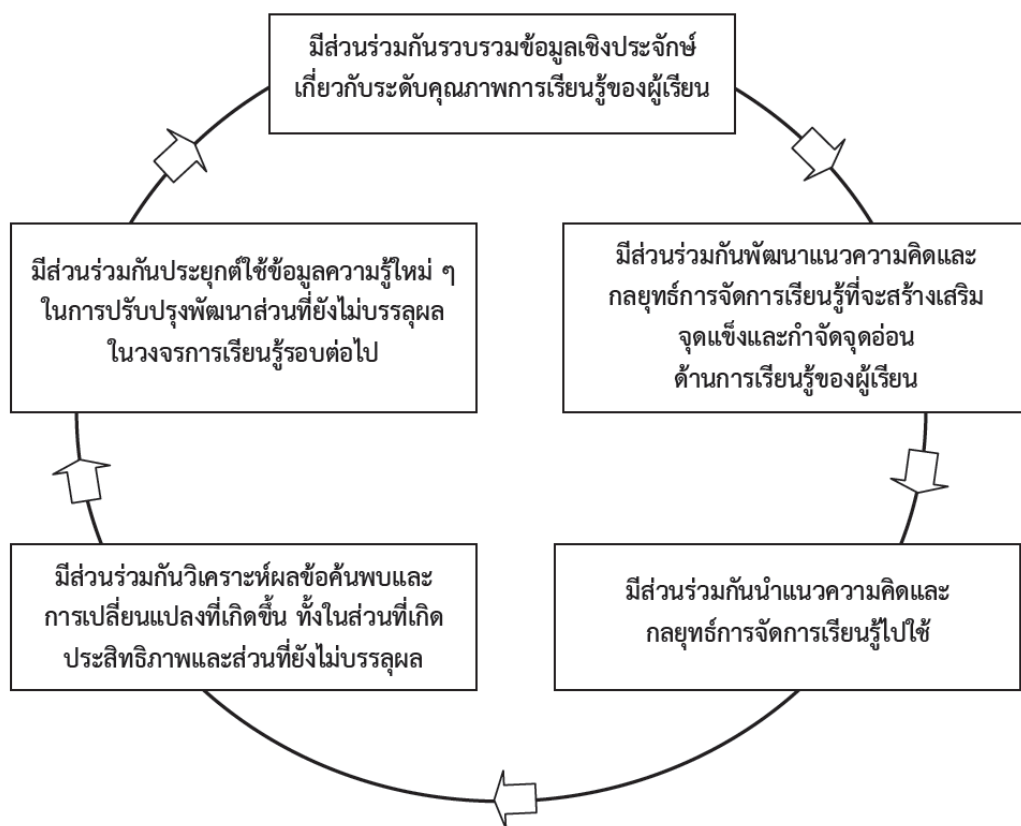 มีส่วนร่วมกันรวบรวมข้อมูลเชิงประจักษ์
เกี่ยวกับระดับคุณภาพการเรียนรู้ของผู้เรียน
มีส่วนร่วมกันพัฒนาแนวความคิดและ
กลยุทธ์การจัดการเรียนรู้ที่จะสร้างเสริม
จุดแข็งและกำจัดจุดอ่อน
ด้านการเรียนรู้ของผู้เรียน
มีส่วนร่วมกันนำแนวความคิดและ
กลยุทธ์การจัดการเรียนรู้ไปใช้
มีส่วนร่วมกันวิเคราะห์ผลข้อค้นพบและ
การเปลี่ยนแปลงที่เกิดขึ้น ทั้งในส่วนที่เกิด
ประสิทธิภาพและส่วนที่ยังไม่บรรลุผล
มีส่วนร่วมกันประยุกต์ใช้ข้อมูลความรู้ใหม่ ๆ
ในการปรับปรุงพัฒนาส่วนที่ยังไม่บรรลุผล
ในวงจรการเรียนรู้รอบต่อไป